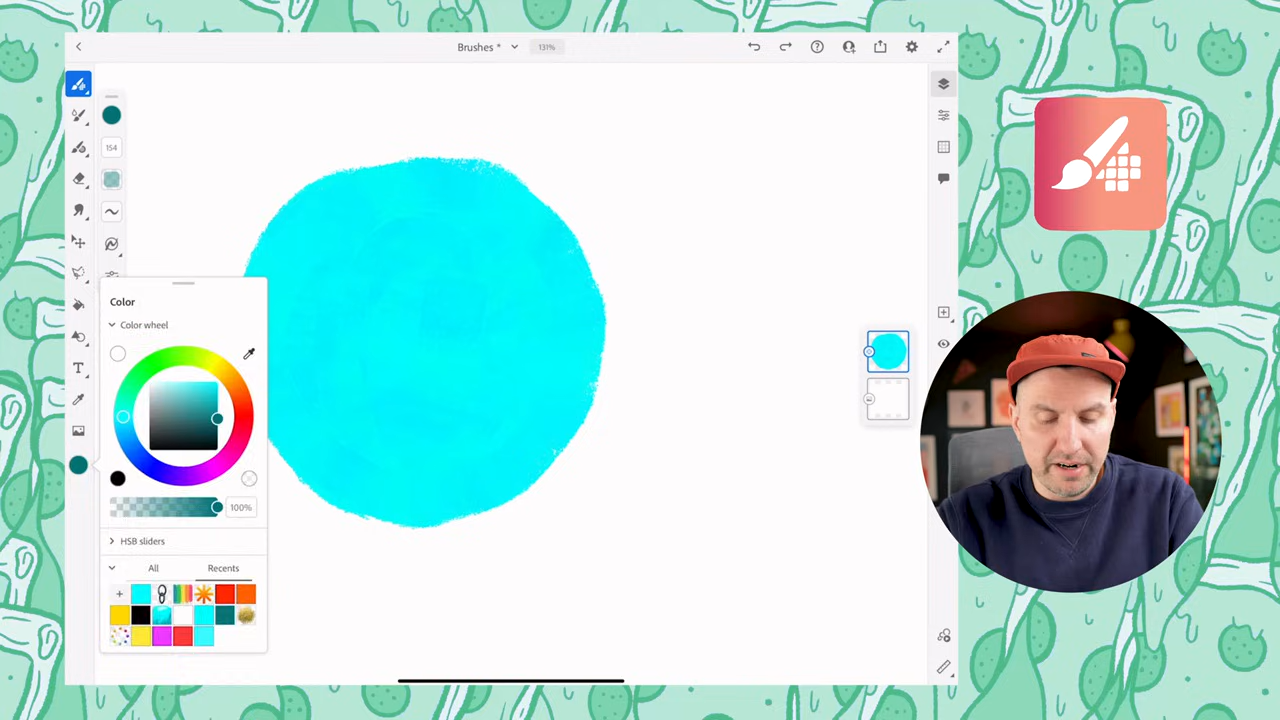 Brushes * 131%
154
Color
Color wheel
100%
HSB sliders
All Recents
T